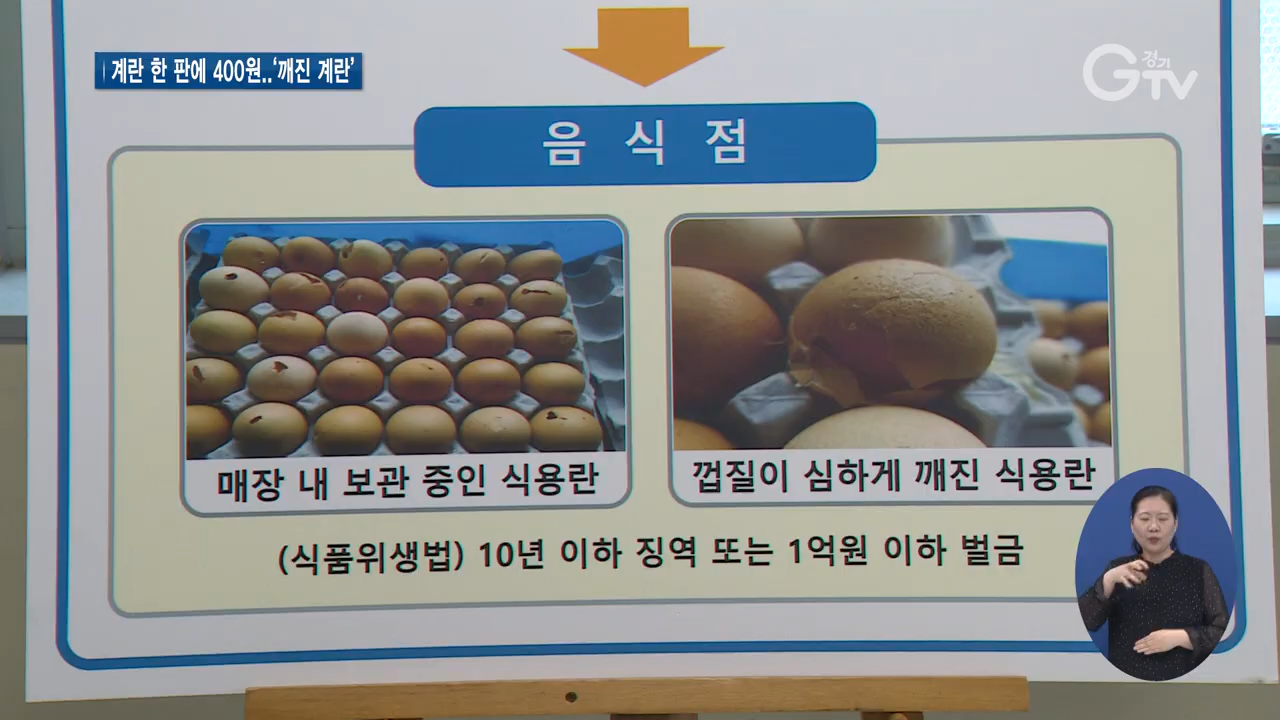 계란 한 판에 400원..‘깨진 계란’
G경기TV
음 식 점
매장 내 보관 중인 식용란
껍질이 심하게 깨진 식용란
(식품위생법) 10년 이하 징역 또는 1억원 이하 벌금